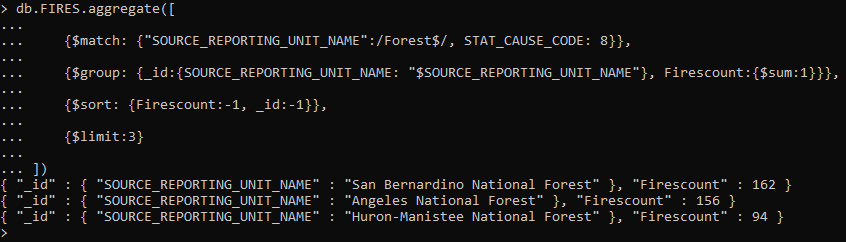 > db.FIRES.aggregate([
...
...     {$match: {"SOURCE_REPORTING_UNIT_NAME":/Forest$/, STAT_CAUSE_CODE: 8}},
...
...     {$group: {_id:{SOURCE_REPORTING_UNIT_NAME: "$SOURCE_REPORTING_UNIT_NAME"}, Firescount:{$sum:1}}},
...
...     {$sort: {Firescount:-1, _id:-1}},
...
...     {$limit:3}
...
... ])
{ "_id" : { "SOURCE_REPORTING_UNIT_NAME" : "San Bernardino National Forest" }, "Firescount" : 162 }
{ "_id" : { "SOURCE_REPORTING_UNIT_NAME" : "Angeles National Forest" }, "Firescount" : 156 }
{ "_id" : { "SOURCE_REPORTING_UNIT_NAME" : "Huron-Manistee National Forest" }, "Firescount" : 94 }
>